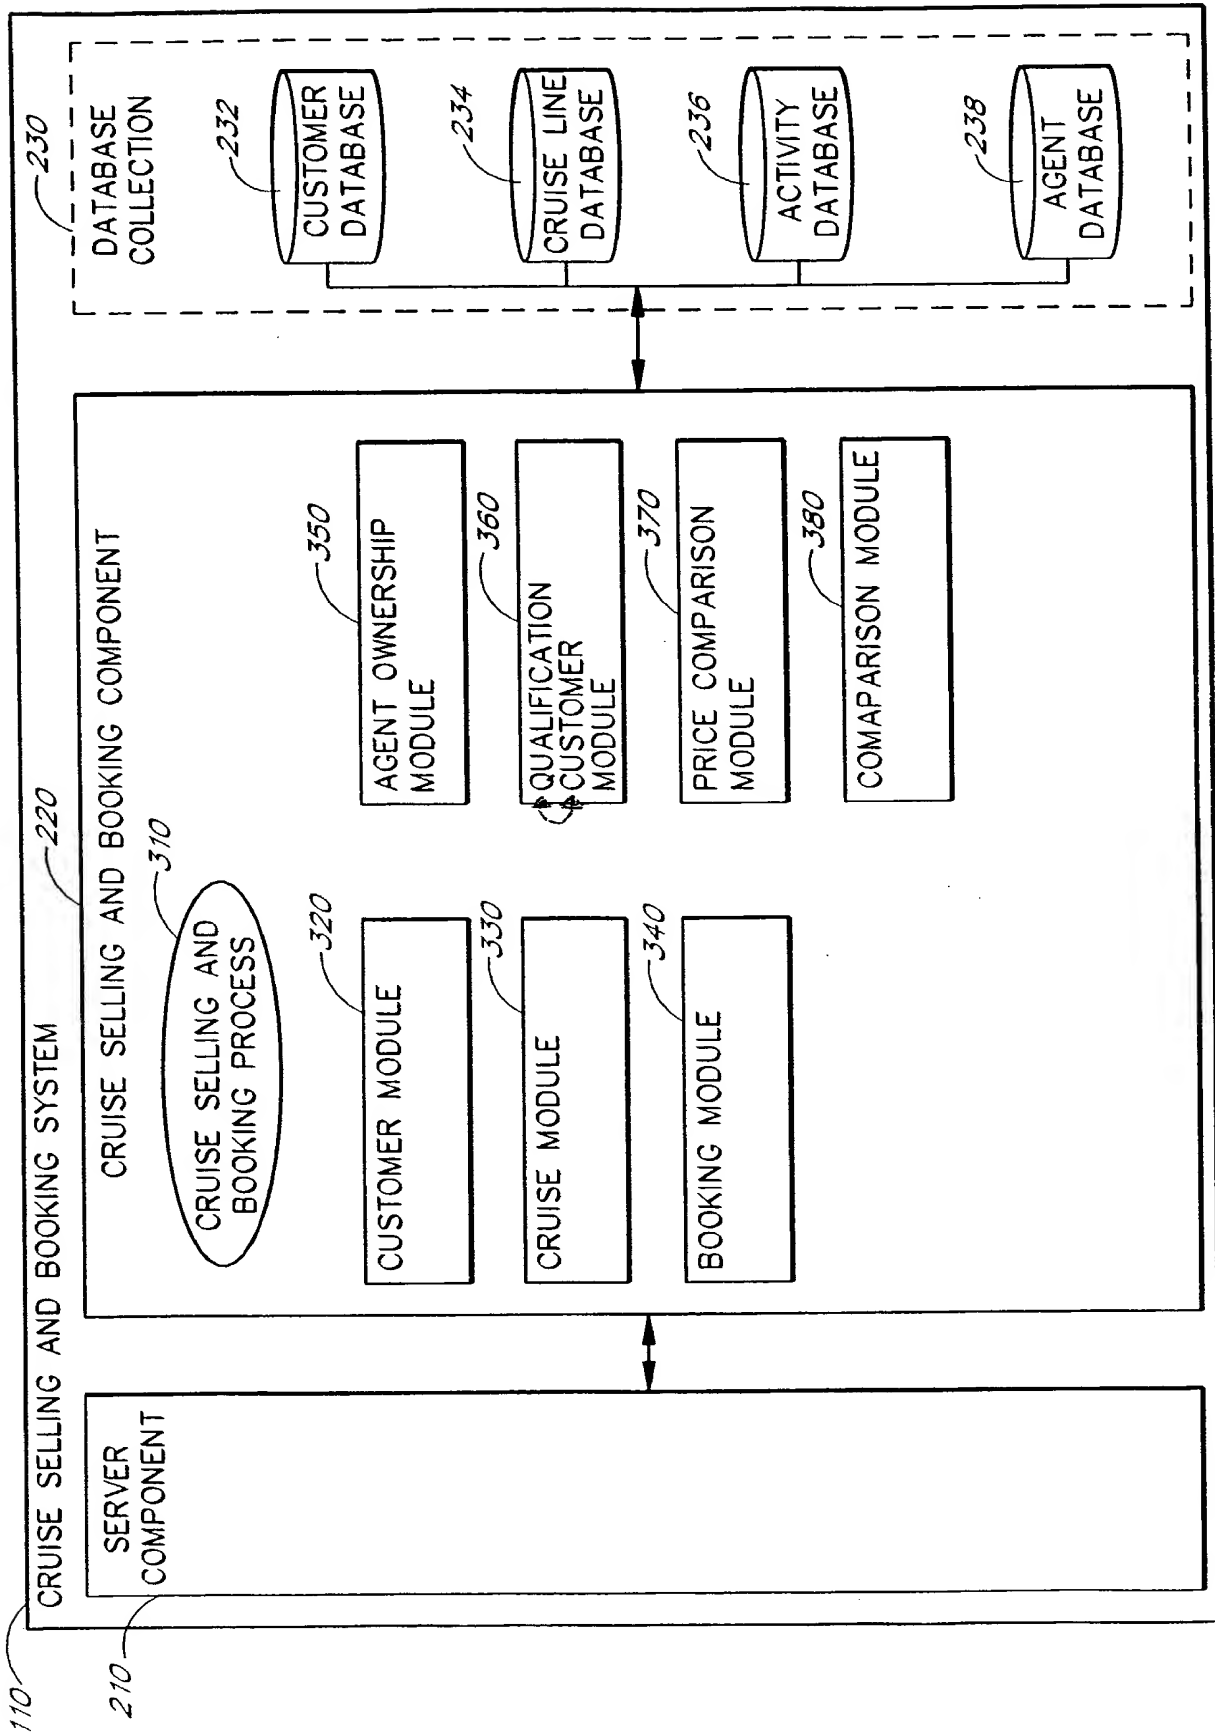 110
CRUISE SELLING AND BOOKING SYSTEM
210
SERVER
COMPONENT
220
CRUISE SELLING AND BOOKING COMPONENT
310
CRUISE SELLING AND
BOOKING PROCESS
320
CUSTOMER MODULE
330
CRUISE MODULE
340
BOOKING MODULE
350
AGENT OWNERSHIP
MODULE
360
QUALIFICATION
CUSTOMER
MODULE
370
PRICE COMPARISON
MODULE
380
COMAPARISON MODULE
230
DATABASE
COLLECTION
232
CUSTOMER
DATABASE
234
CRUISE LINE
DATABASE
236
ACTIVITY
DATABASE
238
AGENT
DATABASE